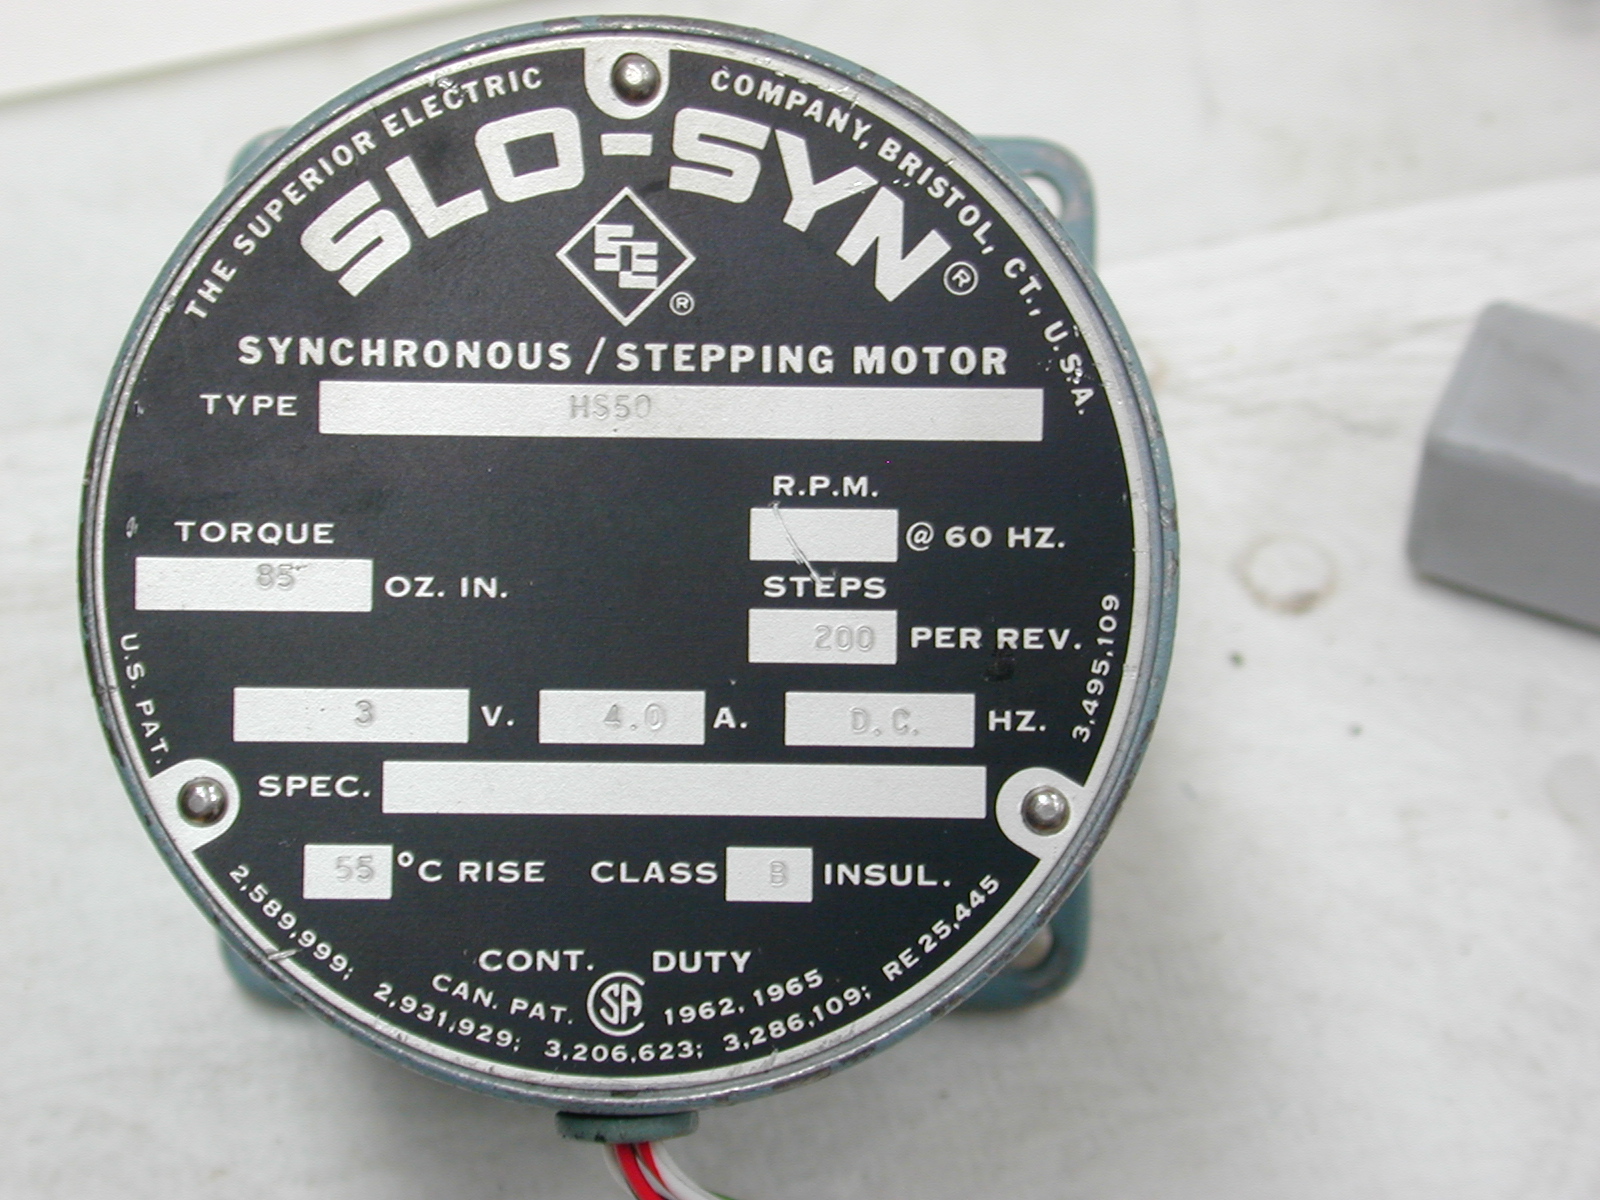 THE SUPERIOR ELECTRIC COMPANY, BRISTOL, CT., U.S.A.
SLO-SYN®
SE ®
SYNCHRONOUS / STEPPING MOTOR
TYPE HS50
R.P.M.
@ 60 HZ.
TORQUE
85 OZ. IN.
STEPS
200 PER REV.
3 V. 4.0 A. D.C. HZ.
SPEC.
55 °C RISE CLASS B INSUL.
CONT. DUTY
CAN. PAT. CSA 1962, 1965
U.S. PAT. 2,589,999; 2,931,929; 3,206,623; 3,286,109; RE 25,445 3,495,109